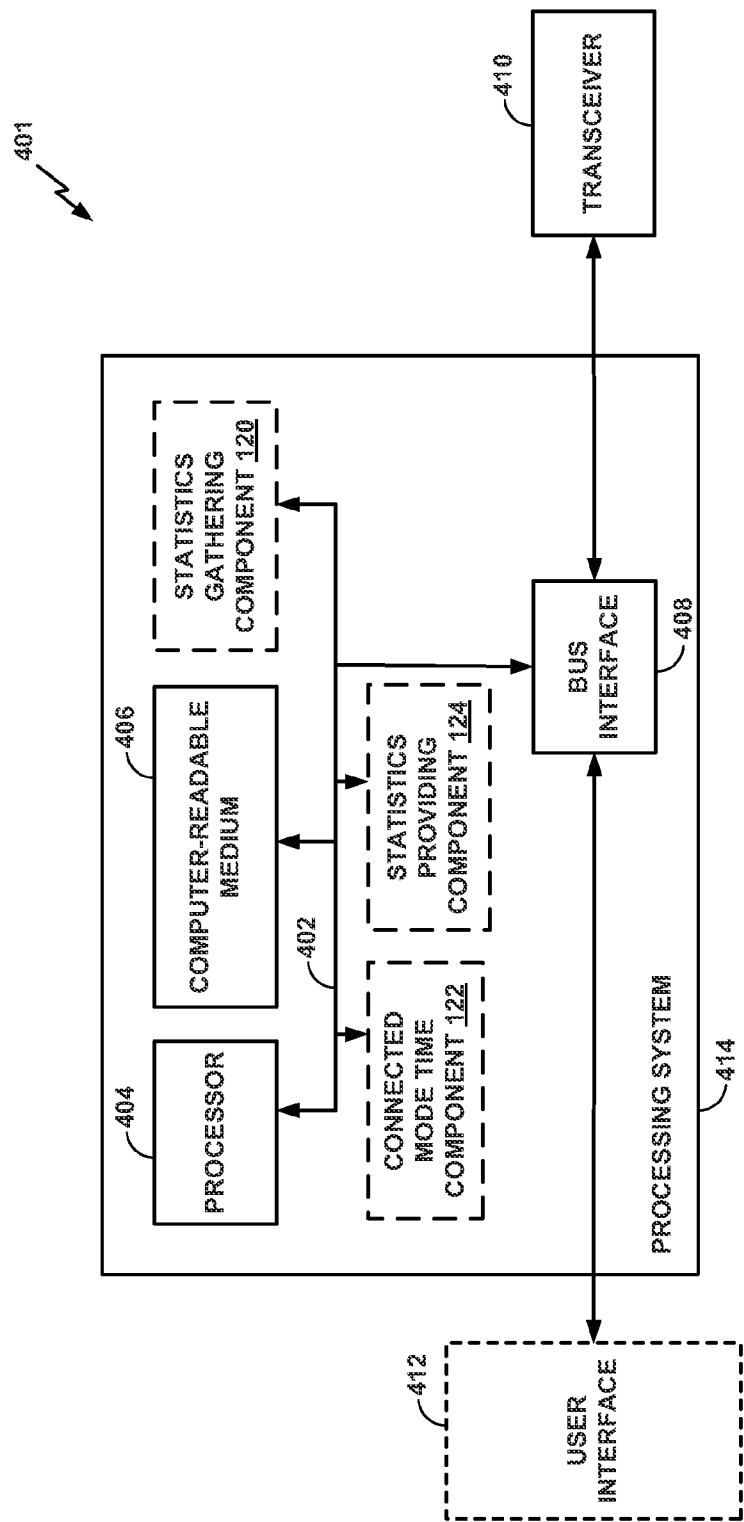 401
410
TRANSCEIVER
404
PROCESSOR
406
COMPUTER-READABLE
MEDIUM
STATISTICS
GATHERING
COMPONENT 120
402
CONNECTED
MODE TIME
COMPONENT 122
STATISTICS
PROVIDING
COMPONENT 124
BUS
INTERFACE
408
PROCESSING SYSTEM
414
412
USER
INTERFACE